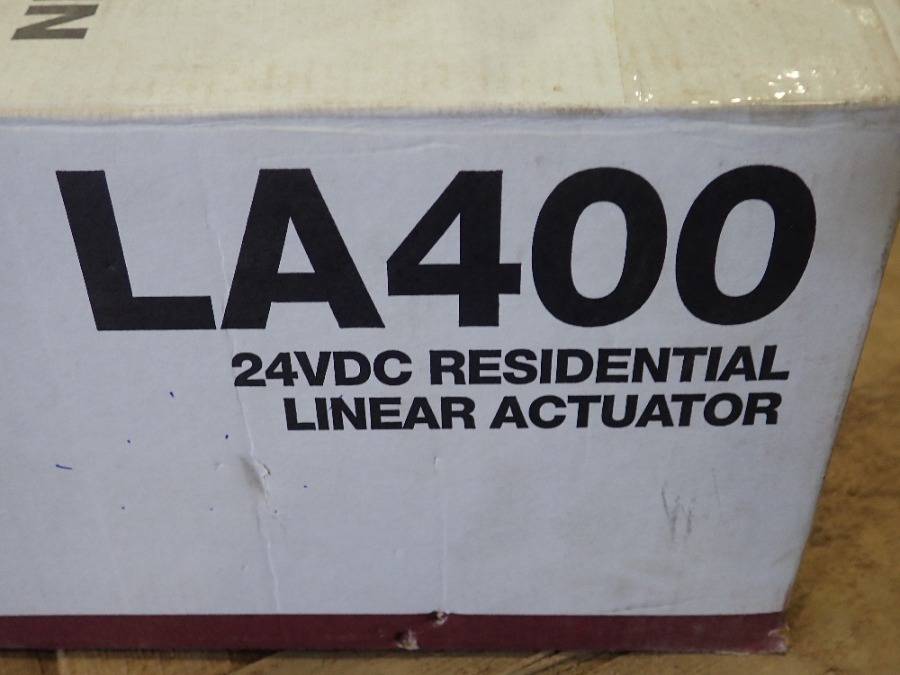 LA400
24VDC RESIDENTIAL
LINEAR ACTUATOR